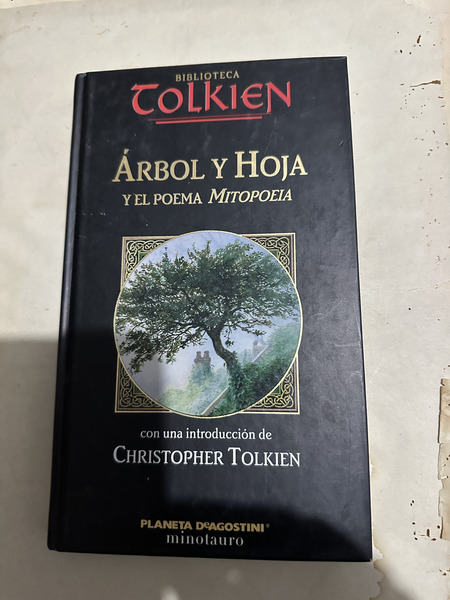 BIBLIOTECA
TOLKIEN
ÁRBOL Y HOJA
Y EL POEMA MITOPOEIA
con una introducción de
CHRISTOPHER TOLKIEN
PLANETA DeAGOSTINI®
minotauro